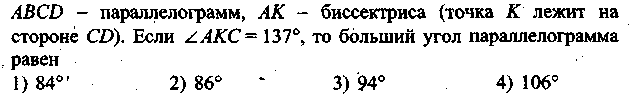 ABCD – параллелограмм, AK – биссектриса (точка K лежит на
стороне CD). Если ∠AKC = 137°, то больший угол параллелограмма
равен
1) 84° 2) 86° 3) 94° 4) 106°